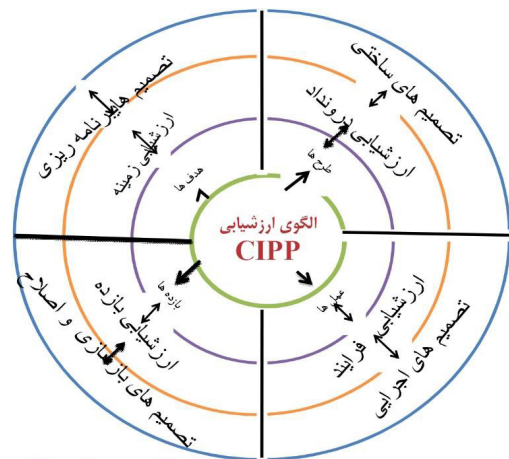 تصمیم های ساختی
ارزشیابی درونداد
طرح ها
تصمیم های برنامه ریزی
ارزشیابی زمینه
هدف ها
الگوی ارزشیابی
CIPP
بازده ها
ارزشیابی بازده
تصمیم های بازسازی و اصلاح
عمل ها
ارزشیابی فرایند
تصمیم های اجرایی